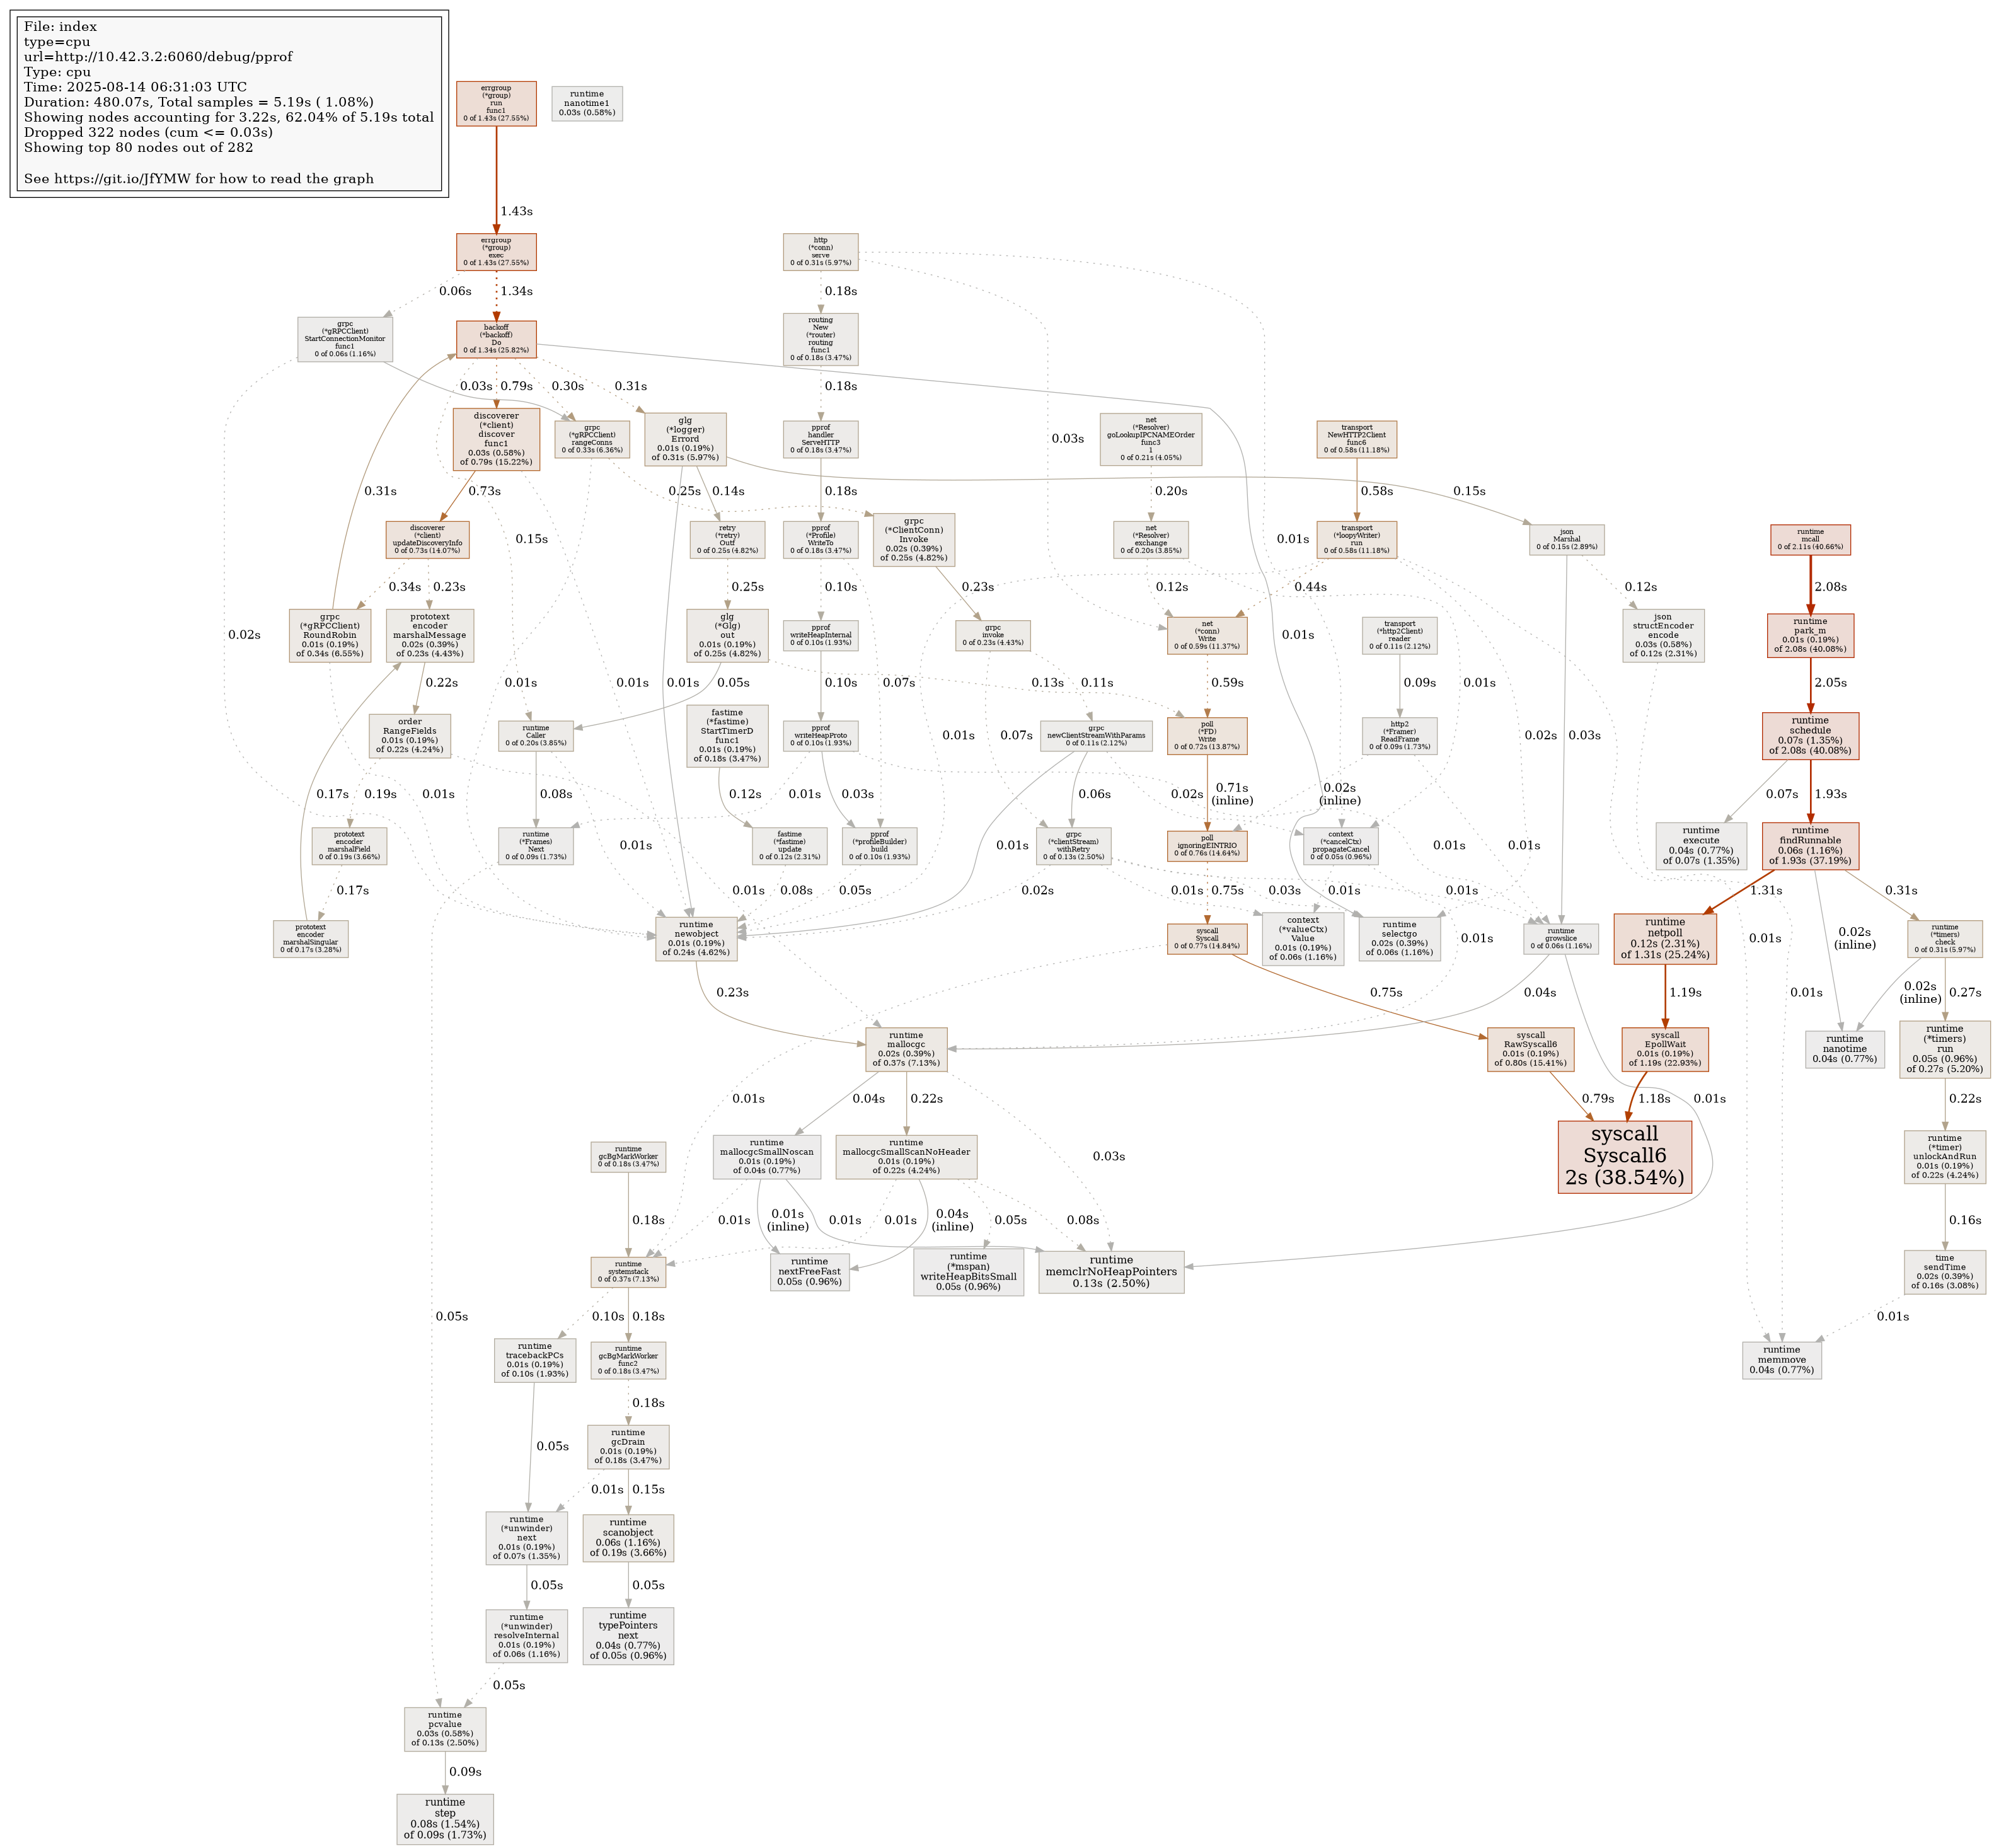 File: index
type=cpu
url=http://10.42.3.2:6060/debug/pprof
Type: cpu
Time: 2025-08-14 06:31:03 UTC
Duration: 480.07s, Total samples = 5.19s ( 1.08%)
Showing nodes accounting for 3.22s, 62.04% of 5.19s total
Dropped 322 nodes (cum <= 0.03s)
Showing top 80 nodes out of 282
See https://git.io/JfYMW for how to read the graph
errgroup
(*group)
run
func1
0 of 1.43s (27.55%)
runtime
nanotime1
0.03s (0.58%)
1.43s
errgroup
(*group)
exec
0 of 1.43s (27.55%)
http
(*conn)
serve
0 of 0.31s (5.97%)
0.06s
1.34s
0.18s
grpc
(*gRPCClient)
StartConnectionMonitor
func1
0 of 0.06s (1.16%)
backoff
(*backoff)
Do
0 of 1.34s (25.82%)
routing
New
(*router)
routing
func1
0 of 0.18s (3.47%)
0.03s
0.79s
0.30s
0.31s
0.18s
discoverer
(*client)
discover
func1
0.03s (0.58%)
of 0.79s (15.22%)
grpc
(*gRPCClient)
rangeConns
0 of 0.33s (6.36%)
glg
(*logger)
Errord
0.01s (0.19%)
of 0.31s (5.97%)
pprof
handler
ServeHTTP
0 of 0.18s (3.47%)
0.03s
net
(*Resolver)
goLookupIPCNAMEOrder
func3
1
0 of 0.21s (4.05%)
transport
NewHTTP2Client
func6
0 of 0.58s (11.18%)
0.31s
0.73s
0.25s
0.14s
0.18s
0.20s
0.58s
0.15s
discoverer
(*client)
updateDiscoveryInfo
0 of 0.73s (14.07%)
0.15s
retry
(*retry)
Outf
0 of 0.25s (4.82%)
pprof
(*Profile)
WriteTo
0 of 0.18s (3.47%)
grpc
(*ClientConn)
Invoke
0.02s (0.39%)
of 0.25s (4.82%)
net
(*Resolver)
exchange
0 of 0.20s (3.85%)
0.01s
transport
(*loopyWriter)
run
0 of 0.58s (11.18%)
json
Marshal
0 of 0.15s (2.89%)
runtime
mcall
0 of 2.11s (40.66%)
0.34s
0.23s
0.25s
0.10s
0.23s
0.12s
0.44s
0.12s
2.08s
0.02s
grpc
(*gRPCClient)
RoundRobin
0.01s (0.19%)
of 0.34s (6.55%)
prototext
encoder
marshalMessage
0.02s (0.39%)
of 0.23s (4.43%)
glg
(*Glg)
out
0.01s (0.19%)
of 0.25s (4.82%)
pprof
writeHeapInternal
0 of 0.10s (1.93%)
grpc
invoke
0 of 0.23s (4.43%)
net
(*conn)
Write
0 of 0.59s (11.37%)
0.01s
transport
(*http2Client)
reader
0 of 0.11s (2.12%)
json
structEncoder
encode
0.03s (0.58%)
of 0.12s (2.31%)
runtime
park_m
0.01s (0.19%)
of 2.08s (40.08%)
0.22s
0.01s
0.01s
0.01s
0.05s
0.10s
0.07s
0.13s
0.11s
0.59s
0.09s
0.01s
2.05s
order
RangeFields
0.01s (0.19%)
of 0.22s (4.24%)
runtime
Caller
0 of 0.20s (3.85%)
fastime
(*fastime)
StartTimerD
func1
0.01s (0.19%)
of 0.18s (3.47%)
pprof
writeHeapProto
0 of 0.10s (1.93%)
0.01s
0.07s
grpc
newClientStreamWithParams
0 of 0.11s (2.12%)
poll
(*FD)
Write
0 of 0.72s (13.87%)
http2
(*Framer)
ReadFrame
0 of 0.09s (1.73%)
0.02s
0.03s
runtime
schedule
0.07s (1.35%)
of 2.08s (40.08%)
0.17s
0.19s
0.01s
0.08s
0.12s
0.01s
0.03s
0.06s
0.02s
0.71s
(inline)
0.02s
(inline)
0.07s
1.93s
prototext
encoder
marshalField
0 of 0.19s (3.66%)
runtime
(*Frames)
Next
0 of 0.09s (1.73%)
0.01s
fastime
(*fastime)
update
0 of 0.12s (2.31%)
pprof
(*profileBuilder)
build
0 of 0.10s (1.93%)
0.01s
grpc
(*clientStream)
withRetry
0 of 0.13s (2.50%)
poll
ignoringEINTRIO
0 of 0.76s (14.64%)
context
(*cancelCtx)
propagateCancel
0 of 0.05s (0.96%)
0.01s
0.01s
runtime
execute
0.04s (0.77%)
of 0.07s (1.35%)
runtime
findRunnable
0.06s (1.16%)
of 1.93s (37.19%)
0.17s
0.01s
0.08s
0.05s
0.02s
0.01s
0.75s
0.03s
0.01s
0.01s
1.31s
0.31s
prototext
encoder
marshalSingular
0 of 0.17s (3.28%)
runtime
newobject
0.01s (0.19%)
of 0.24s (4.62%)
syscall
Syscall
0 of 0.77s (14.84%)
context
(*valueCtx)
Value
0.01s (0.19%)
of 0.06s (1.16%)
runtime
selectgo
0.02s (0.39%)
of 0.06s (1.16%)
0.01s
runtime
growslice
0 of 0.06s (1.16%)
0.01s
runtime
netpoll
0.12s (2.31%)
of 1.31s (25.24%)
0.02s
(inline)
runtime
(*timers)
check
0 of 0.31s (5.97%)
0.23s
0.75s
0.04s
1.19s
0.01s
0.02s
(inline)
0.27s
runtime
mallocgc
0.02s (0.39%)
of 0.37s (7.13%)
syscall
RawSyscall6
0.01s (0.19%)
of 0.80s (15.41%)
syscall
EpollWait
0.01s (0.19%)
of 1.19s (22.93%)
runtime
nanotime
0.04s (0.77%)
runtime
(*timers)
run
0.05s (0.96%)
of 0.27s (5.20%)
0.01s
0.04s
0.22s
0.79s
1.18s
0.01s
0.22s
runtime
gcBgMarkWorker
0 of 0.18s (3.47%)
runtime
mallocgcSmallNoscan
0.01s (0.19%)
of 0.04s (0.77%)
runtime
mallocgcSmallScanNoHeader
0.01s (0.19%)
of 0.22s (4.24%)
0.03s
syscall
Syscall6
2s (38.54%)
runtime
(*timer)
unlockAndRun
0.01s (0.19%)
of 0.22s (4.24%)
0.18s
0.01s
0.01s
(inline)
0.01s
0.01s
0.04s
(inline)
0.05s
0.08s
0.16s
runtime
systemstack
0 of 0.37s (7.13%)
runtime
nextFreeFast
0.05s (0.96%)
runtime
(*mspan)
writeHeapBitsSmall
0.05s (0.96%)
runtime
memclrNoHeapPointers
0.13s (2.50%)
time
sendTime
0.02s (0.39%)
of 0.16s (3.08%)
0.05s
0.10s
0.18s
0.01s
runtime
tracebackPCs
0.01s (0.19%)
of 0.10s (1.93%)
runtime
gcBgMarkWorker
func2
0 of 0.18s (3.47%)
runtime
memmove
0.04s (0.77%)
0.18s
0.05s
runtime
gcDrain
0.01s (0.19%)
of 0.18s (3.47%)
0.01s
0.15s
runtime
(*unwinder)
next
0.01s (0.19%)
of 0.07s (1.35%)
runtime
scanobject
0.06s (1.16%)
of 0.19s (3.66%)
0.05s
0.05s
runtime
(*unwinder)
resolveInternal
0.01s (0.19%)
of 0.06s (1.16%)
runtime
typePointers
next
0.04s (0.77%)
of 0.05s (0.96%)
0.05s
runtime
pcvalue
0.03s (0.58%)
of 0.13s (2.50%)
0.09s
runtime
step
0.08s (1.54%)
of 0.09s (1.73%)